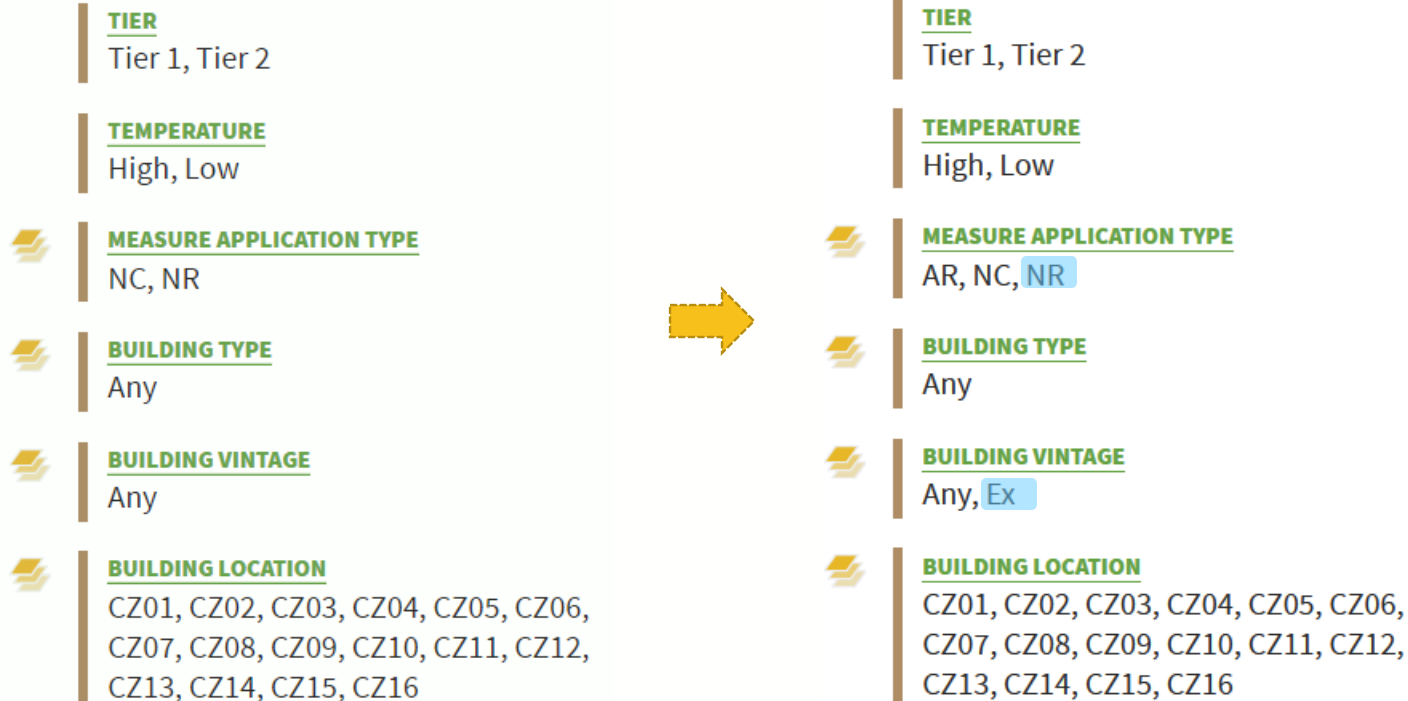 TIER
Tier 1, Tier 2
TEMPERATURE
High, Low
MEASURE APPLICATION TYPE
NC, NR
BUILDING TYPE
Any
BUILDING VINTAGE
Any
BUILDING LOCATION
CZ01, CZ02, CZ03, CZ04, CZ05, CZ06,
CZ07, CZ08, CZ09, CZ10, CZ11, CZ12,
CZ13, CZ14, CZ15, CZ16
TIER
Tier 1, Tier 2
TEMPERATURE
High, Low
MEASURE APPLICATION TYPE
AR, NC, NR
BUILDING TYPE
Any
BUILDING VINTAGE
Any, Ex
BUILDING LOCATION
CZ01, CZ02, CZ03, CZ04, CZ05, CZ06,
CZ07, CZ08, CZ09, CZ10, CZ11, CZ12,
CZ13, CZ14, CZ15, CZ16